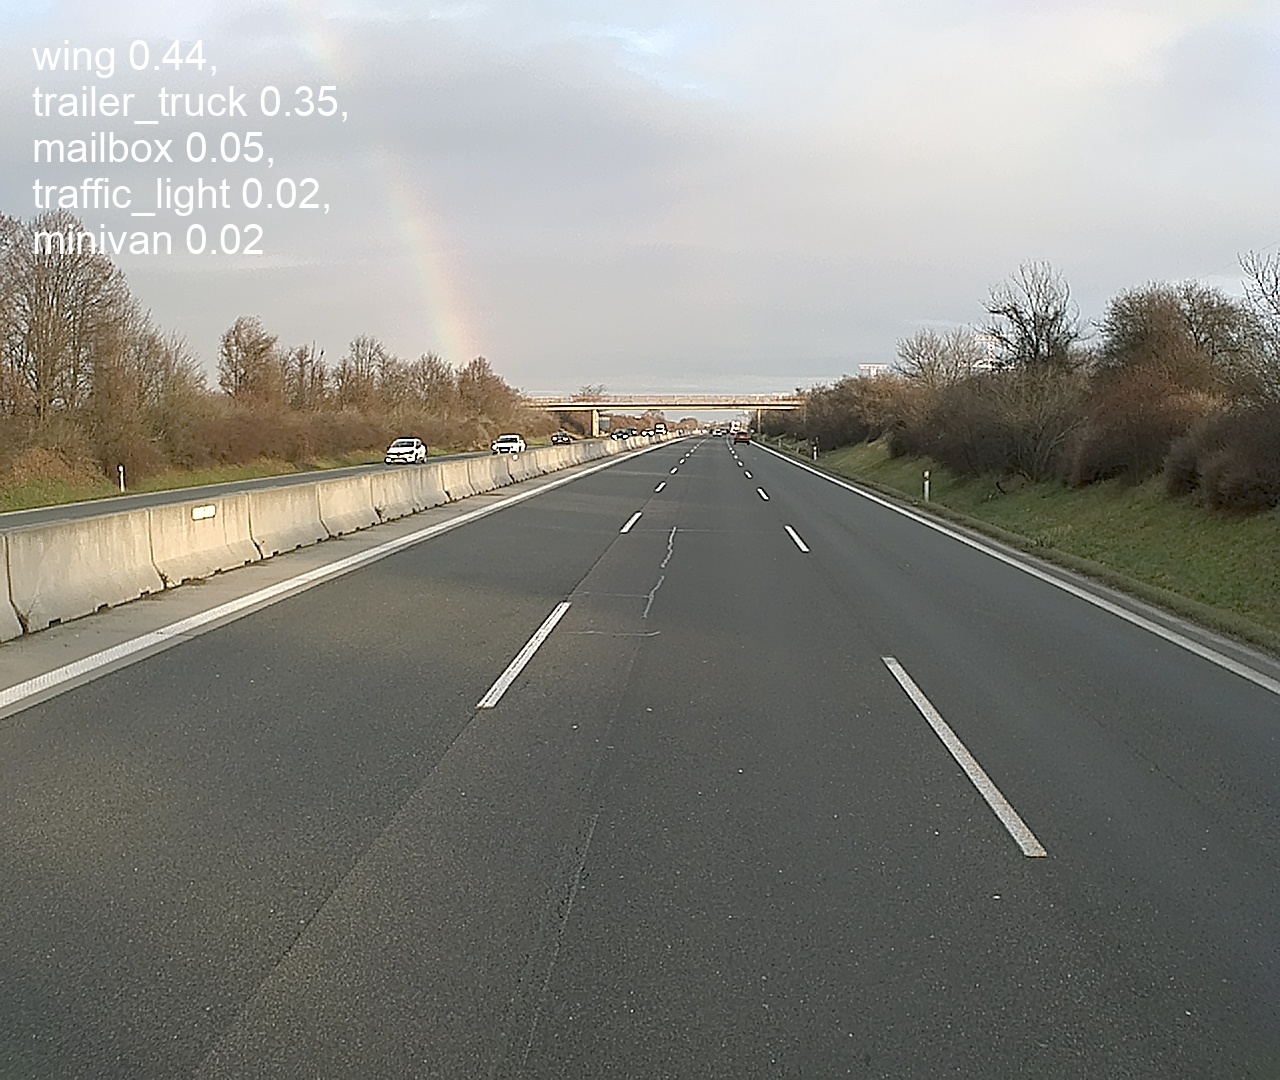 wing 0.44,
trailer_truck 0.35,
mailbox 0.05,
traffic_light 0.02,
minivan 0.02